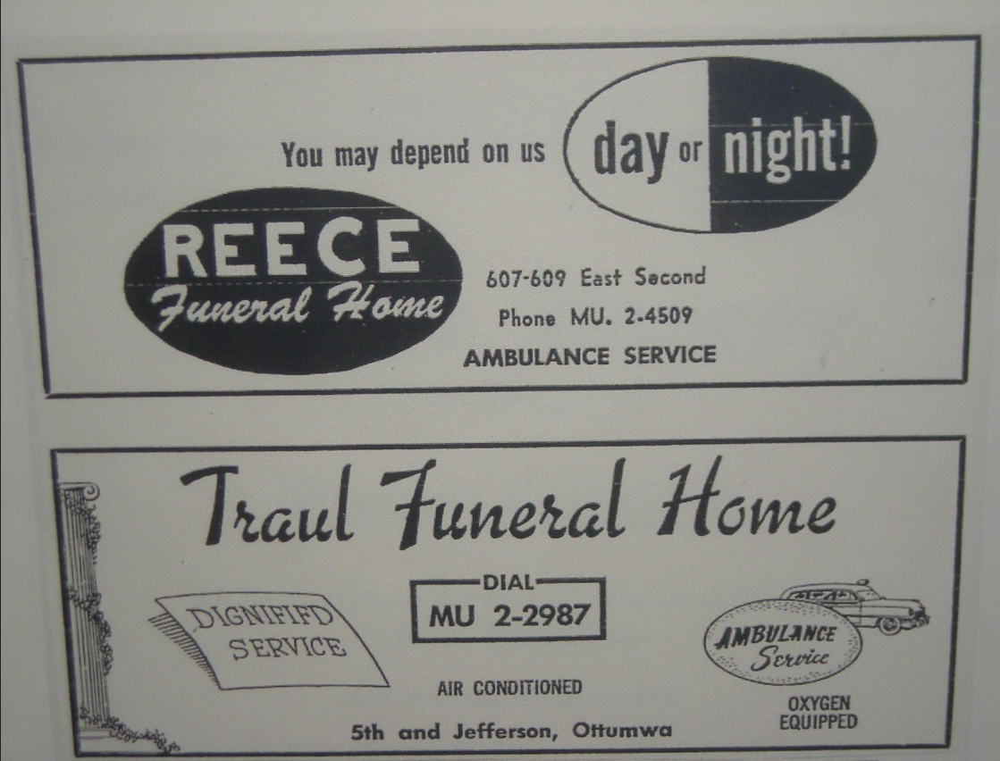 You may depend on us day or night!
REECE
Funeral Home
607-609 East Second
Phone MU. 2-4509
AMBULANCE SERVICE
Traul Funeral Home
DIGNIFIED
SERVICE
DIAL
MU 2-2987
AMBULANCE
Service
AIR CONDITIONED
OXYGEN
EQUIPPED
5th and Jefferson, Ottumwa